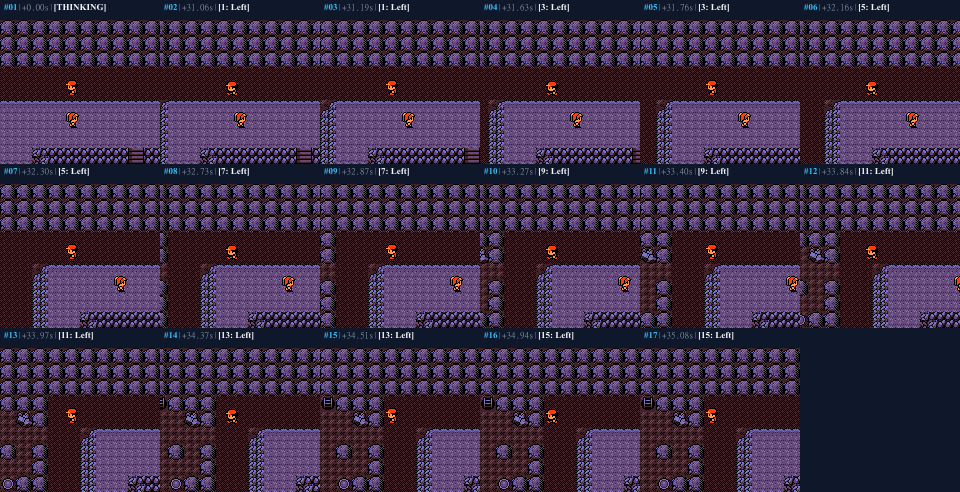 #01|+0.00s| [THINKING]
#02|+31.06s| [1: Left]
#03|+31.19s| [1: Left]
#04|+31.63s| [3: Left]
#05|+31.76s| [3: Left]
#06|+32.16s| [5: Left]
#07|+32.30s| [5: Left]
#08|+32.73s| [7: Left]
#09|+32.87s| [7: Left]
#10|+33.27s| [9: Left]
#11|+33.40s| [9: Left]
#12|+33.84s| [11: Left]
#13|+33.97s| [11: Left]
#14|+34.37s| [13: Left]
#15|+34.51s| [13: Left]
#16|+34.94s| [15: Left]
#17|+35.08s| [15: Left]